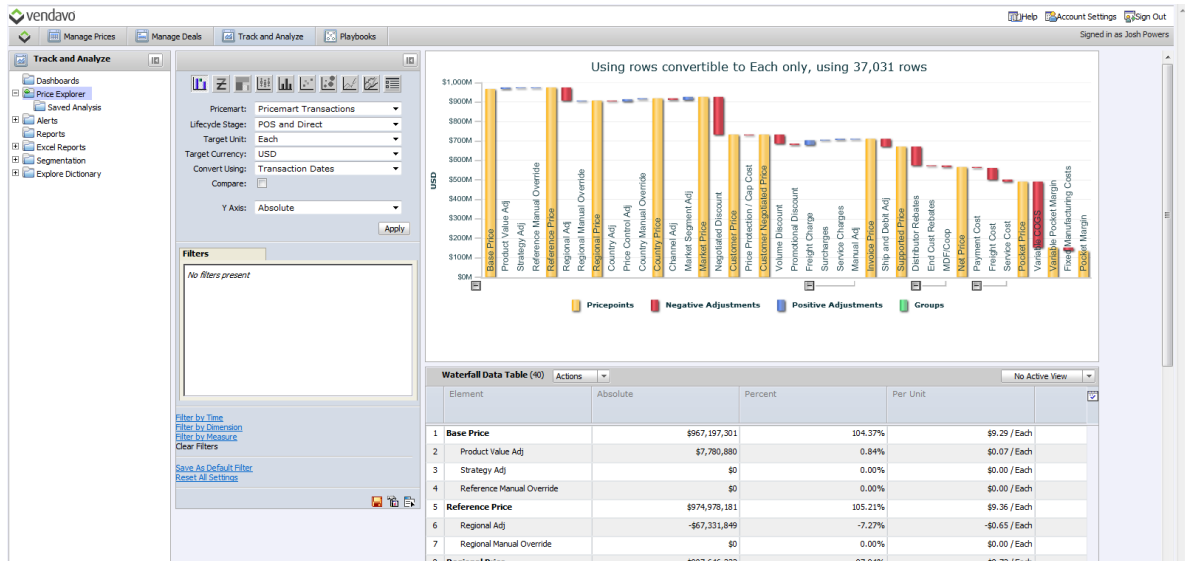 vendavo
Help Account Settings Sign Out
Manage Prices Manage Deals Track and Analyze Playbooks
Signed in as Josh Powers
Track and Analyze
Dashboards
Price Explorer
Saved Analysis
Alerts
Reports
Excel Reports
Segmentation
Explore Dictionary
Pricemart: Pricemart Transactions
Lifecycle Stage: POS and Direct
Target Unit: Each
Target Currency: USD
Convert Using: Transaction Dates
Compare:
Y Axis: Absolute
Apply
Filters
No filters present
Filter by Time
Filter by Dimension
Filter by Measure
Clear Filters
Save As Default Filter
Reset All Settings
Using rows convertible to Each only, using 37,031 rows
USD
$1,000M
$900M
$800M
$700M
$600M
$500M
$400M
$300M
$200M
$100M
$0M
Base Price
Product Value Adj
Strategy Adj
Reference Manual Override
Reference Price
Regional Adj
Regional Manual Override
Regional Price
Country Adj
Price Control Adj
Country Manual Override
Country Price
Channel Adj
Market Segment Adj
Market Price
Negotiated Discount
Customer Price
Price Protection / Cap Cost
Customer Negotiated Price
Volume Discount
Promotional Discount
Freight Charge
Surcharges
Service Charges
Manual Adj
Invoice Price
Ship and Debit Adj
Supported Price
Distributor Rebates
End Cust Rebates
MDF/Coop
Net Price
Payment Cost
Freight Cost
Service Cost
Pocket Price
Variable COGS
Variable Pocket Margin
Fixed Manufacturing Costs
Pocket Margin
Pricepoints Negative Adjustments Positive Adjustments Groups
Waterfall Data Table (40) Actions No Active View
Element Absolute Percent Per Unit
1 Base Price $967,197,301 104.37% $9.29 / Each
2 Product Value Adj $7,780,880 0.84% $0.07 / Each
3 Strategy Adj $0 0.00% $0.00 / Each
4 Reference Manual Override $0 0.00% $0.00 / Each
5 Reference Price $974,978,181 105.21% $9.36 / Each
6 Regional Adj -$67,331,849 -7.27% -$0.65 / Each
7 Regional Manual Override $0 0.00% $0.00 / Each